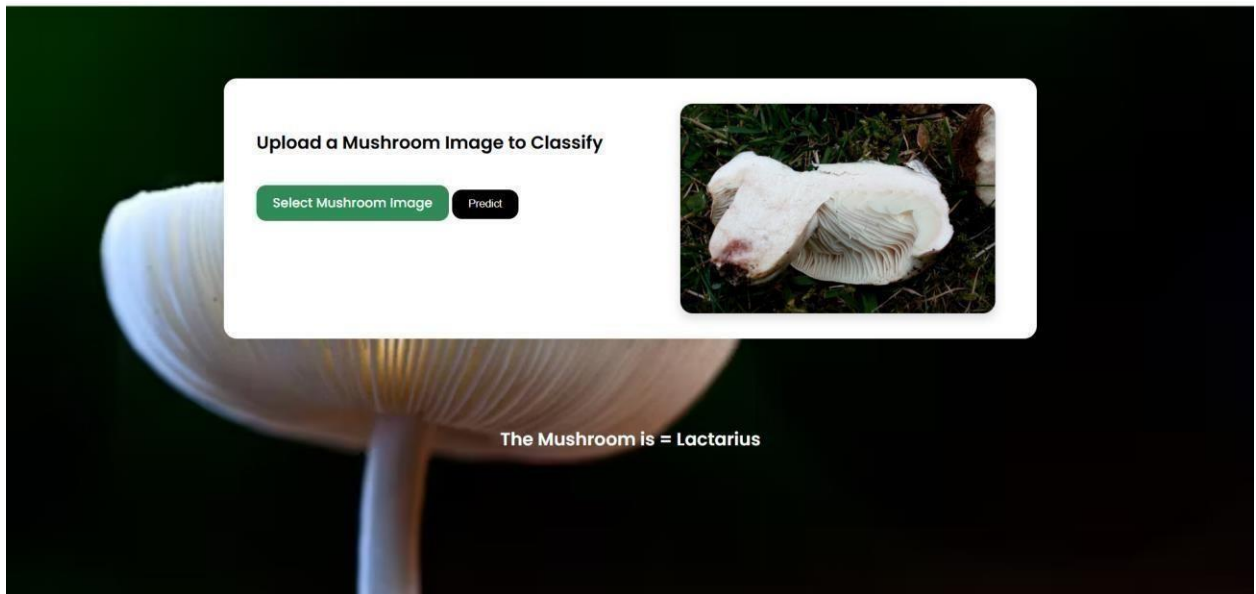 Upload a Mushroom Image to Classify
Select Mushroom Image Predict
The Mushroom is = Lactarius